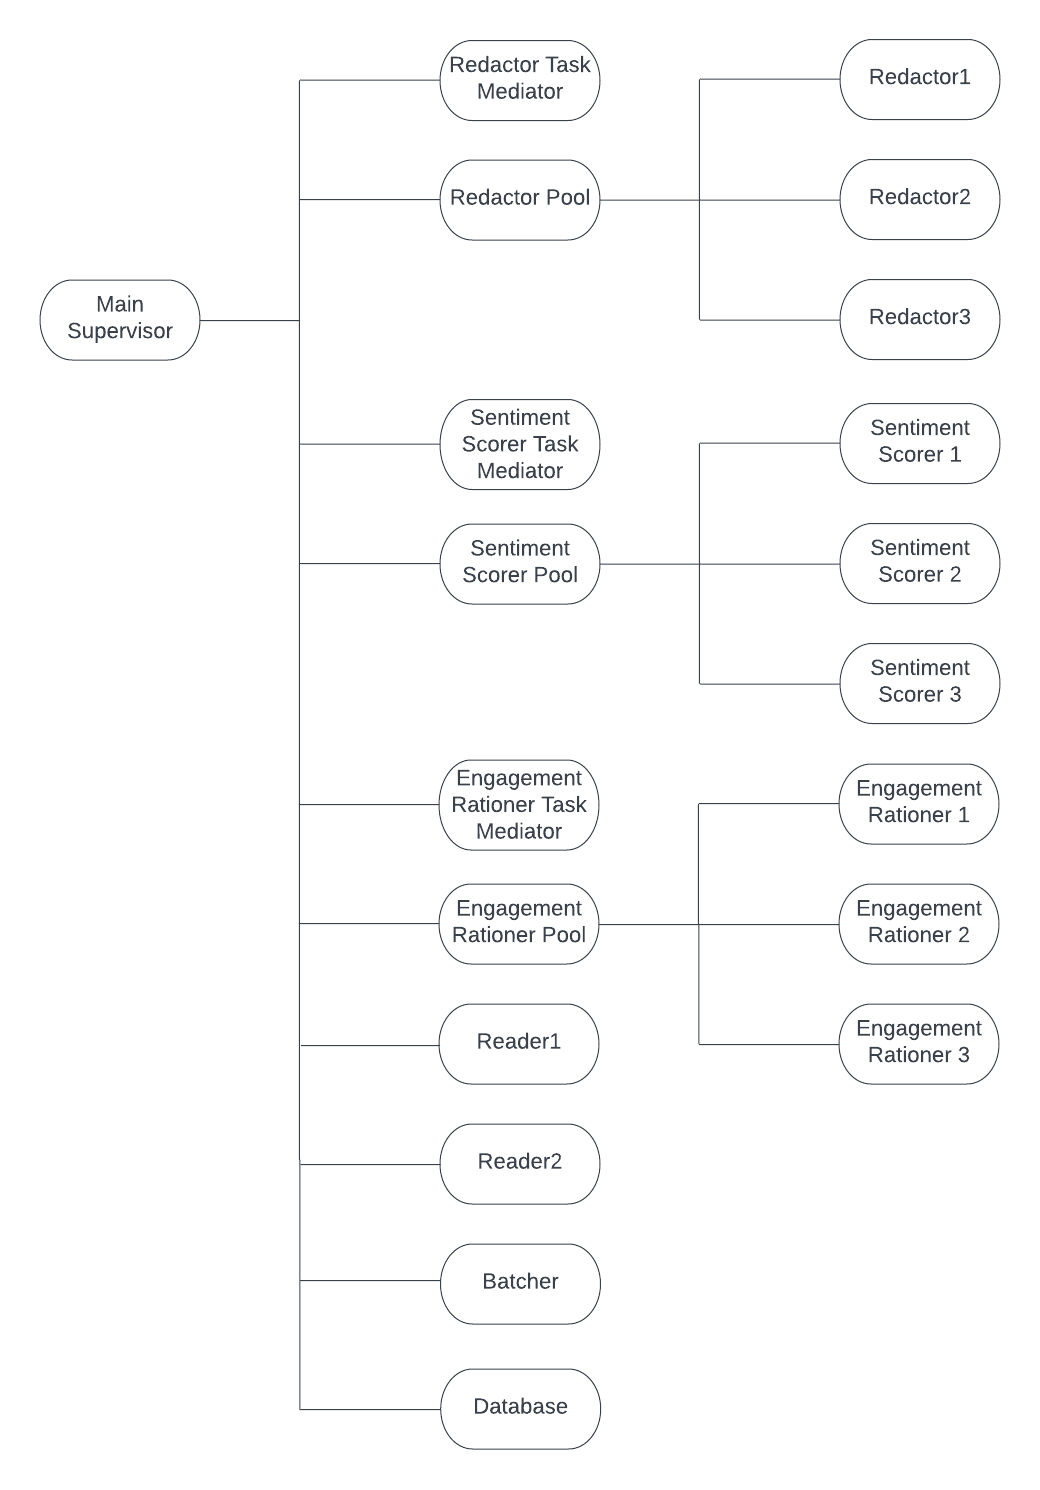 Main
Supervisor
Redactor Task
Mediator
Redactor Pool
Redactor1
Redactor2
Redactor3
Sentiment
Scorer Task
Mediator
Sentiment
Scorer Pool
Sentiment
Scorer 1
Sentiment
Scorer 2
Sentiment
Scorer 3
Engagement
Rationer Task
Mediator
Engagement
Rationer Pool
Engagement
Rationer 1
Engagement
Rationer 2
Engagement
Rationer 3
Reader1
Reader2
Batcher
Database